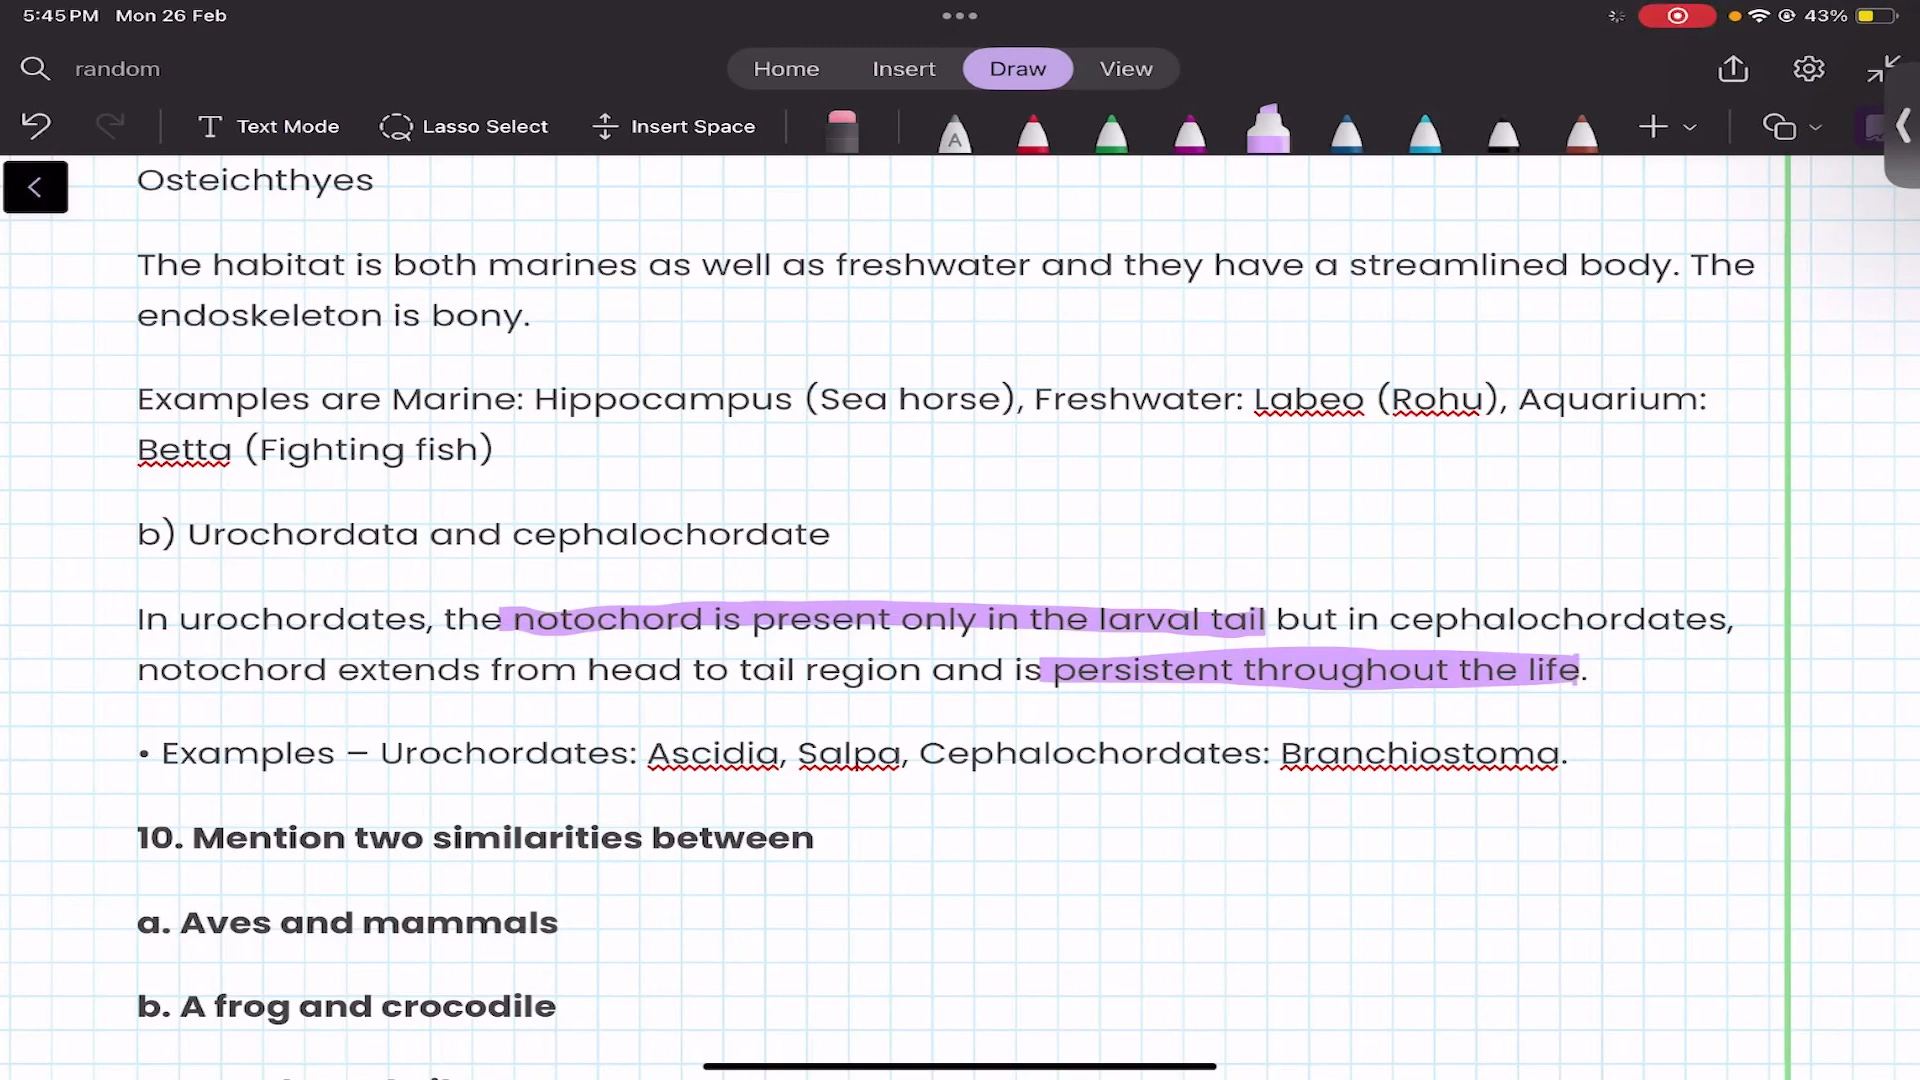 5:45 PM Mon 26 Feb
43%
random
Home Insert Draw View
Text Mode Lasso Select Insert Space
A
Osteichthyes
The habitat is both marines as well as freshwater and they have a streamlined body. The
endoskeleton is bony.
Examples are Marine: Hippocampus (Sea horse), Freshwater: Labeo (Rohu), Aquarium:
Betta (Fighting fish)
b) Urochordata and cephalochordate
In urochordates, the notochord is present only in the larval tail but in cephalochordates,
notochord extends from head to tail region and is persistent throughout the life.
• Examples – Urochordates: Ascidia, Salpa, Cephalochordates: Branchiostoma.
10. Mention two similarities between
a. Aves and mammals
b. A frog and crocodile